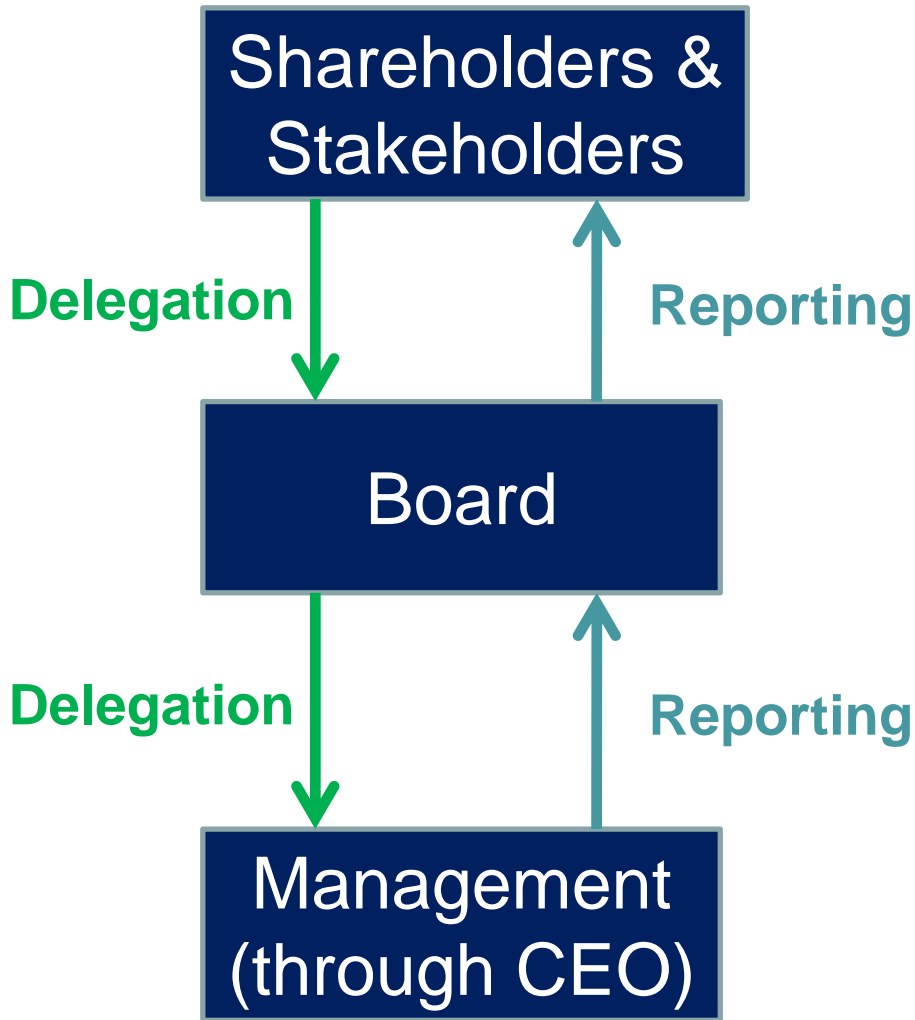 Shareholders &
Stakeholders
Delegation
Reporting
Board
Delegation
Reporting
Management
(through CEO)